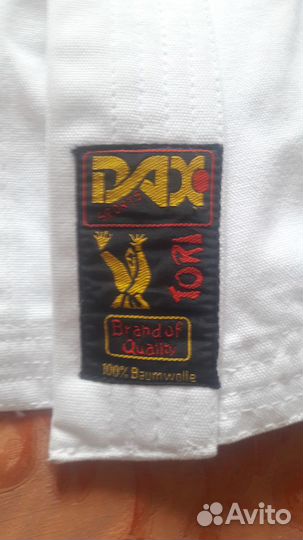 DAX
SPORTS
TORI
Brand of
Quality
100% Baumwolle
Avito